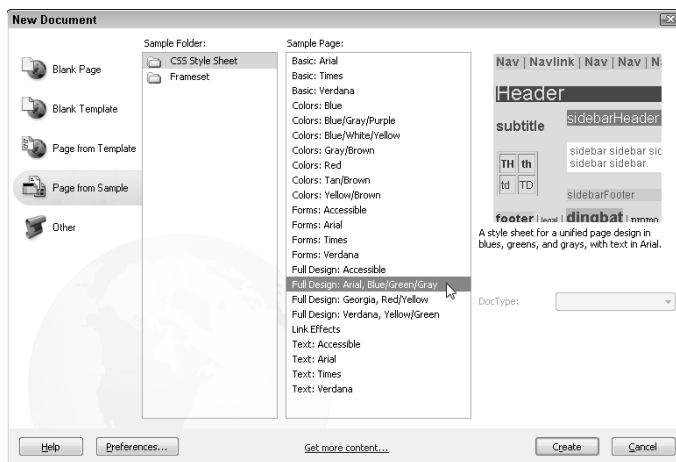 New Document
Sample Folder:
Sample Page:
Blank Page
Blank Template
Page from Template
Page from Sample
Other
CSS Style Sheet
Frameset
Basic: Arial
Basic: Times
Basic: Verdana
Colors: Blue
Colors: Blue/Gray/Purple
Colors: Blue/White/Yellow
Colors: Gray/Brown
Colors: Red
Colors: Tan/Brown
Colors: Yellow/Brown
Forms: Accessible
Forms: Arial
Forms: Times
Forms: Verdana
Full Design: Accessible
Full Design: Arial, Blue/Green/Gray
Full Design: Georgia, Red/Yellow
Full Design: Verdana, Yellow/Green
Link Effects
Text: Accessible
Text: Arial
Text: Times
Text: Verdana
Nav | Navlink | Nav | Nav | N
Header
subtitle
sidebarHeader
sidebar sidebar sid
sidebar sidebar.
TH th
td TD
sidebarFooter
footer | legal | dingbat | promo
A style sheet for a unified page design in
blues, greens, and grays, with text in Arial.
DocType:
Help
Preferences...
Get more content...
Create
Cancel